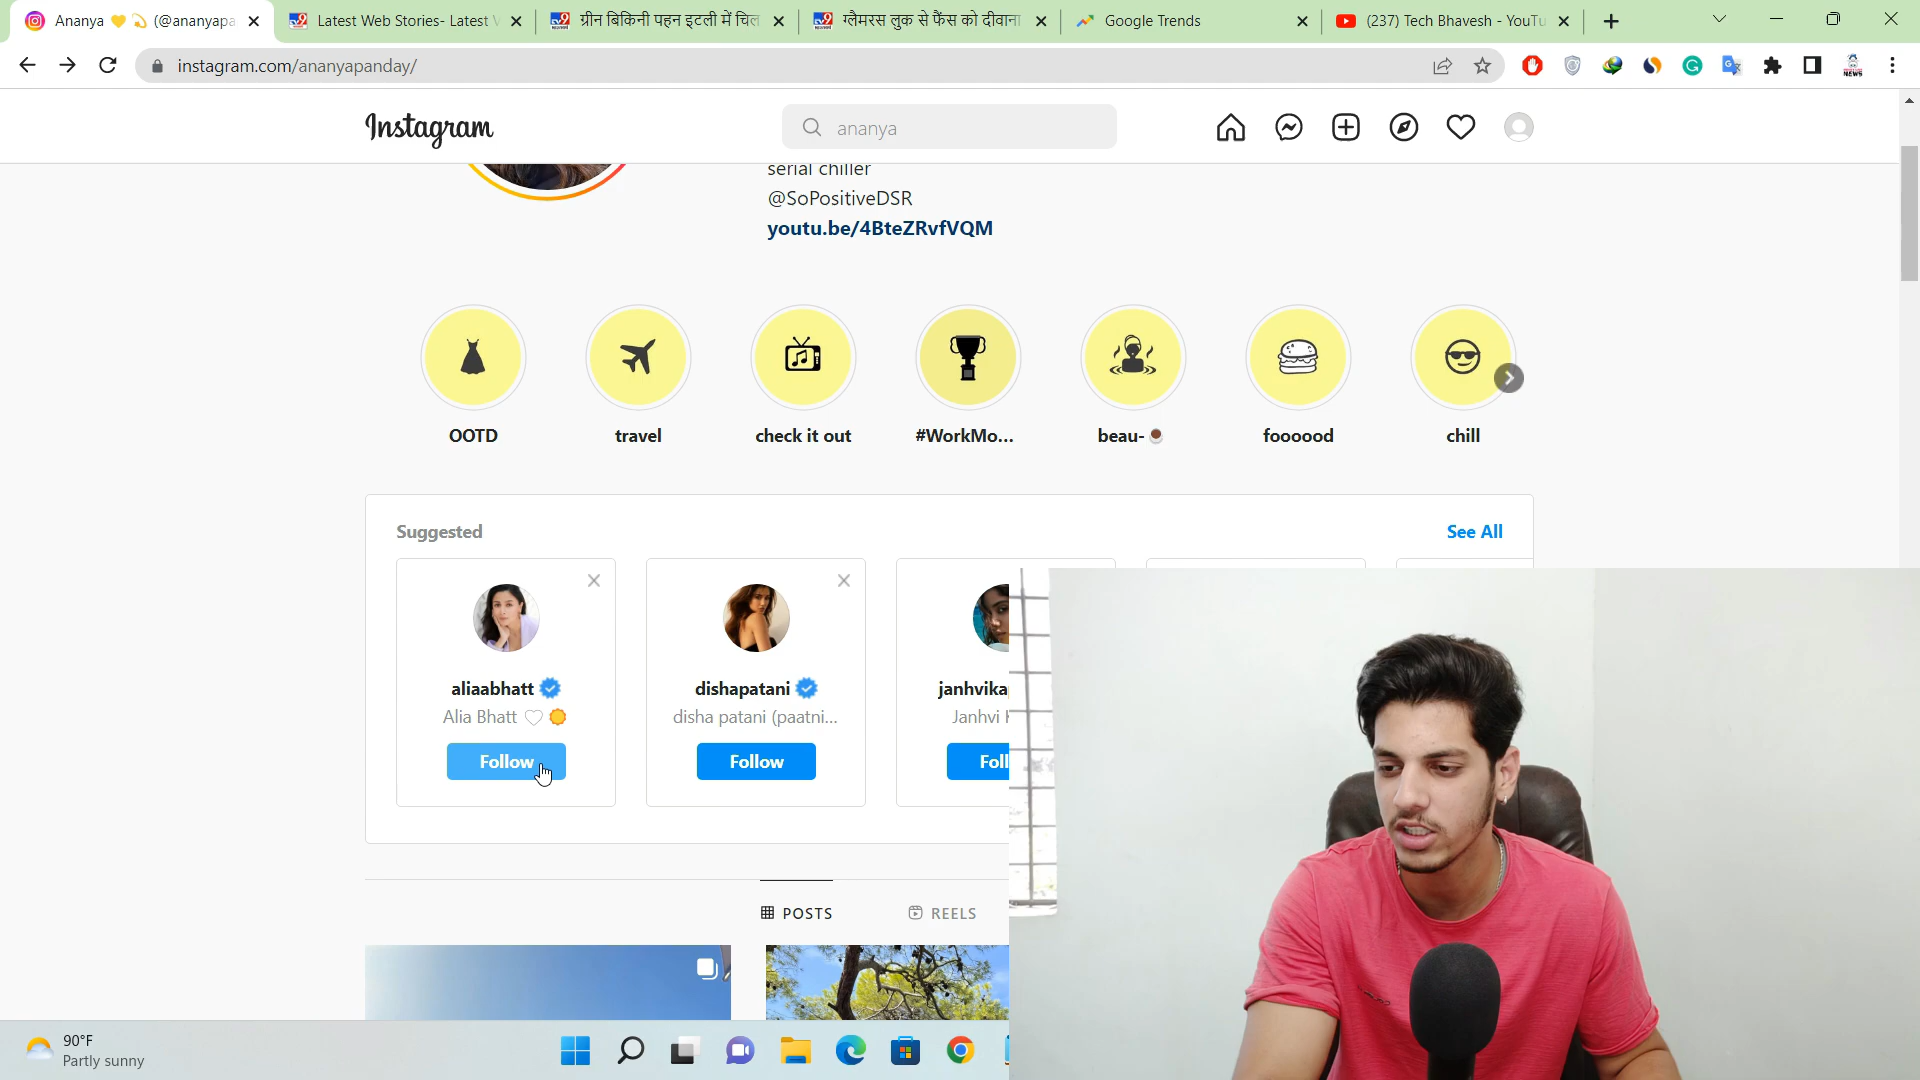 Ananya 💛 💫 (@ananyapa
Latest Web Stories- Latest V
ग्रीन बिकिनी पहन इटली में चिल
ग्लैमरस लुक से फैंस को दीवाना
Google Trends
(237) Tech Bhavesh - YouTu
instagram.com/ananyapanday/
NEWS
Instagram
ananya
serial chiller
@SoPositiveDSR
youtu.be/4BteZRvfVQM
OOTD
travel
check it out
#WorkMo...
beau- ☕
foooood
chill
Suggested
See All
aliaabhatt
dishapatani
janhvika
Alia Bhatt 🤍 ☀️
disha patani (paatni...
Janhvi
Follow
Follow
Foll
POSTS
REELS
90°F
Partly sunny